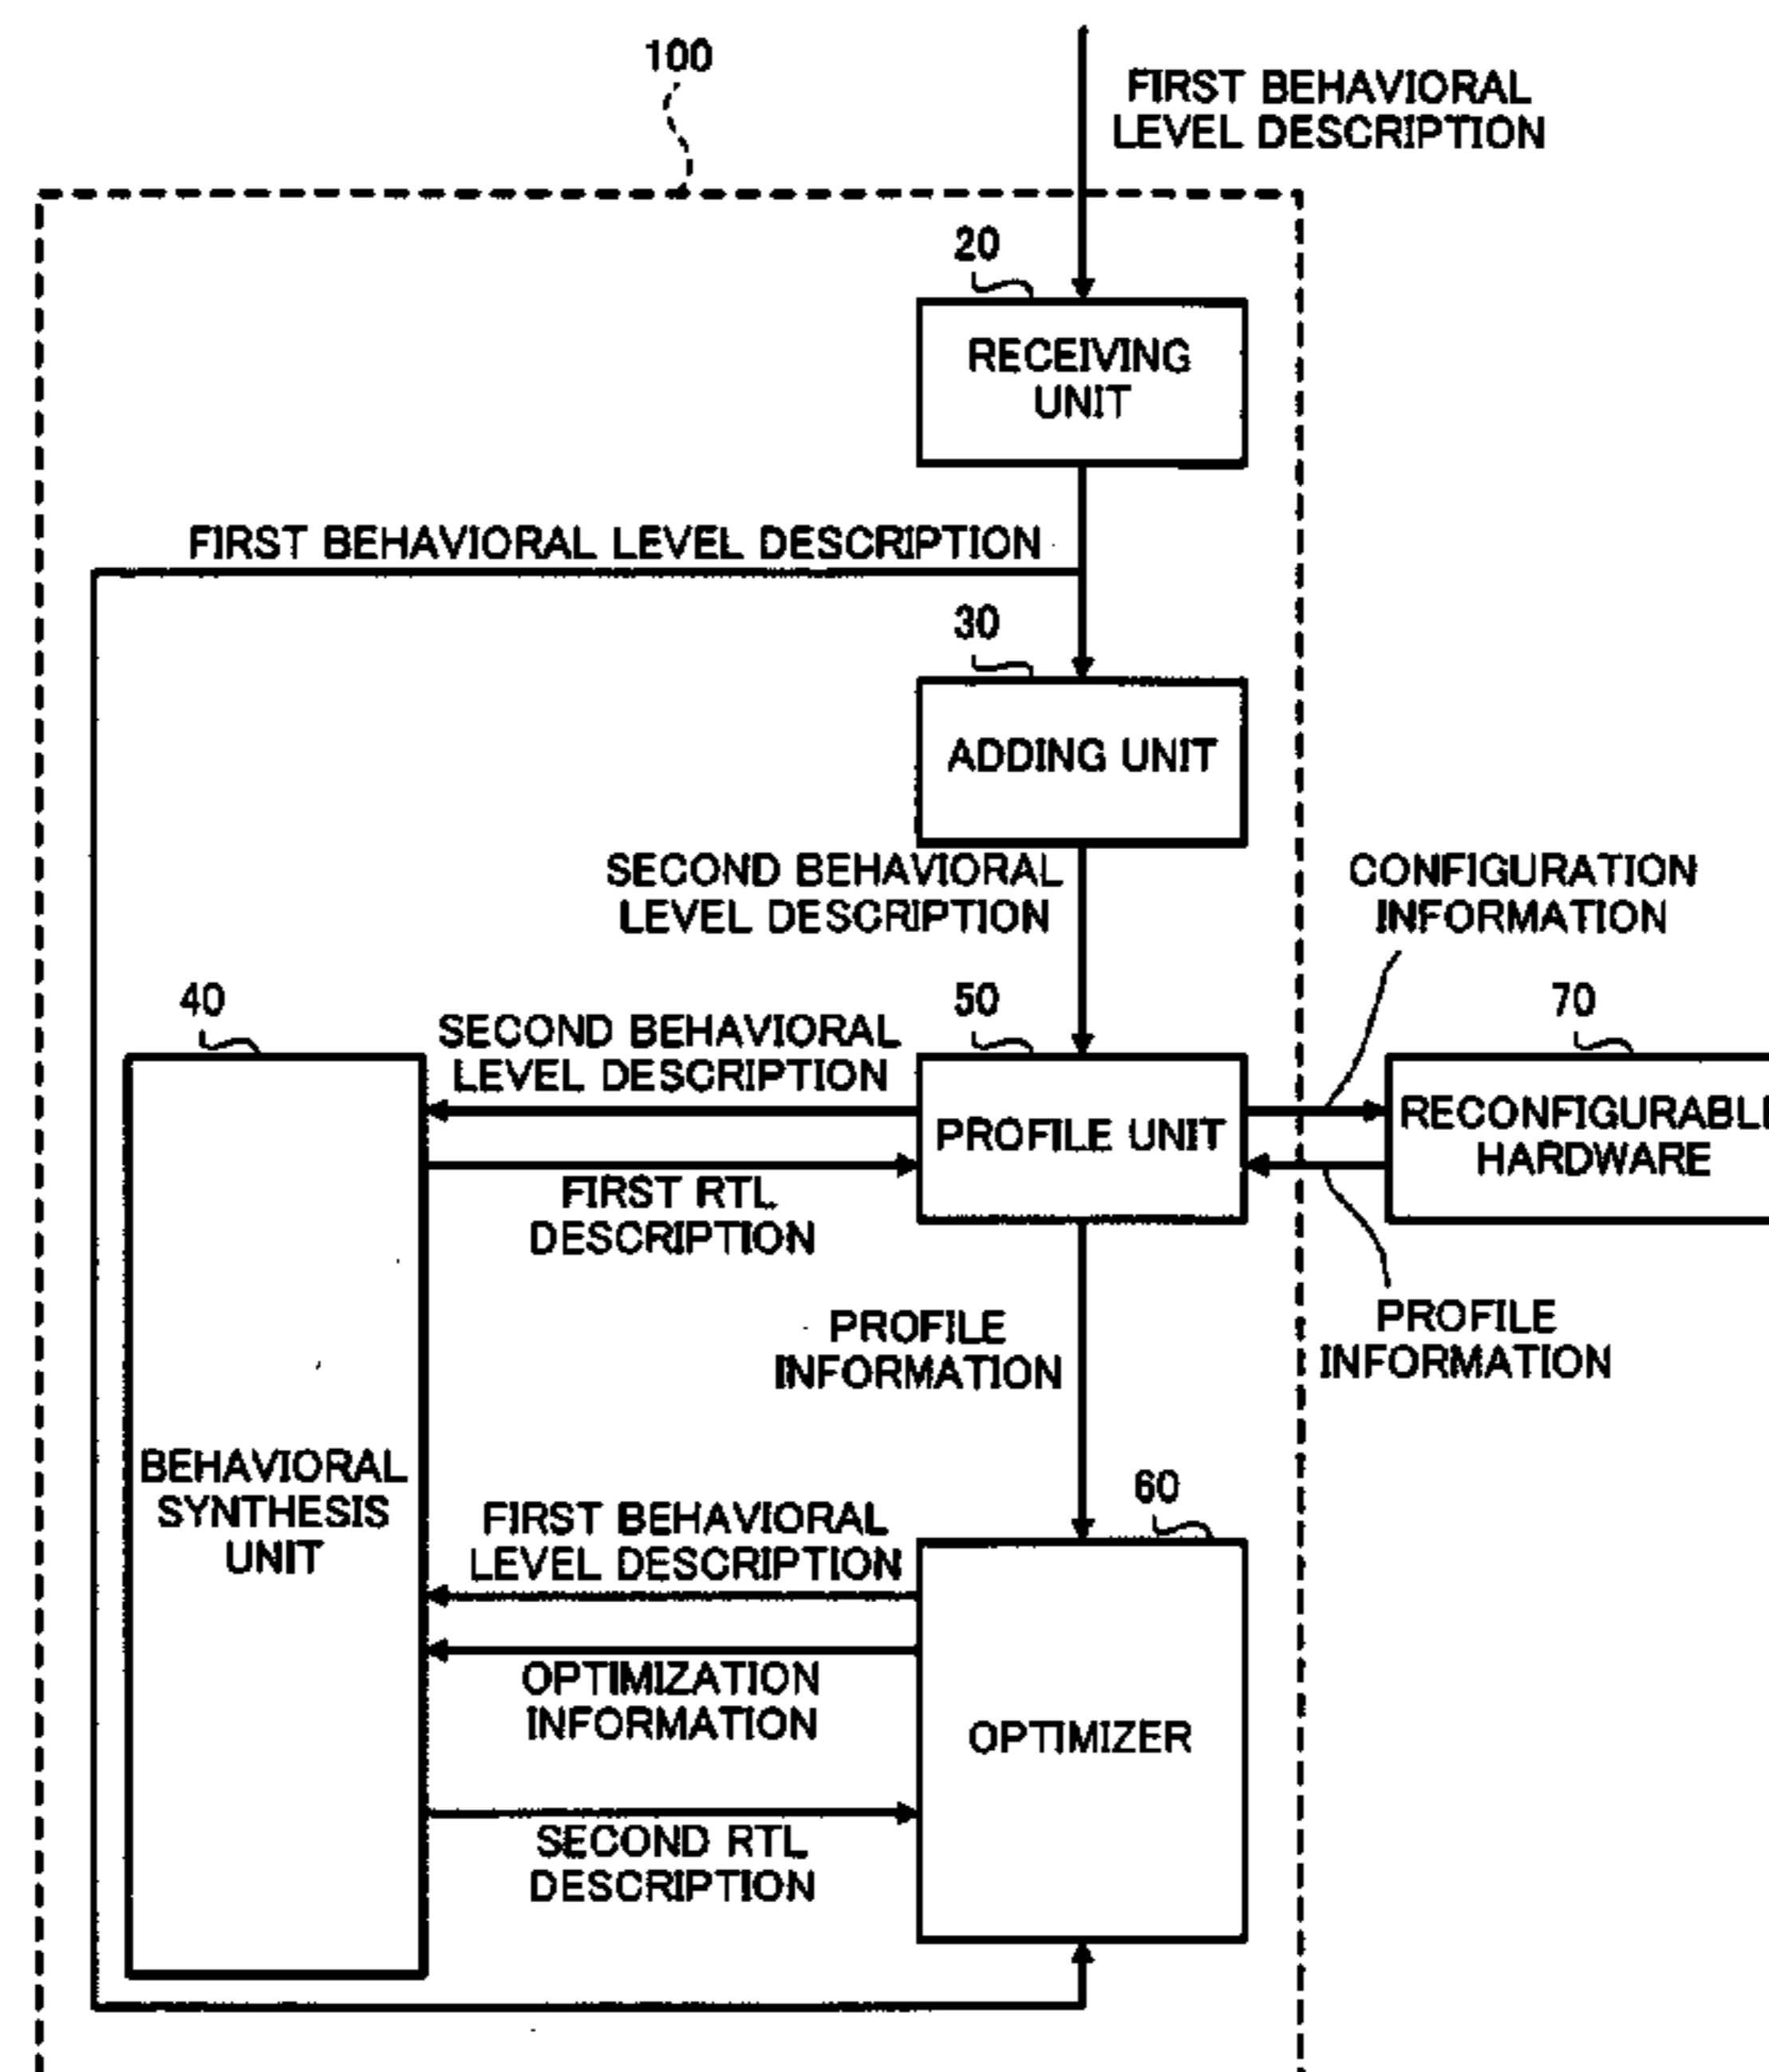 100
FIRST BEHAVIORAL
LEVEL DESCRIPTION
20
RECEIVING
UNIT
FIRST BEHAVIORAL LEVEL DESCRIPTION
30
ADDING UNIT
SECOND BEHAVIORAL
LEVEL DESCRIPTION
CONFIGURATION
INFORMATION
40
SECOND BEHAVIORAL
LEVEL DESCRIPTION
50
70
PROFILE UNIT
RECONFIGURABLE
HARDWARE
FIRST RTL
DESCRIPTION
PROFILE
INFORMATION
PROFILE
INFORMATION
BEHAVIORAL
SYNTHESIS
UNIT
FIRST BEHAVIORAL
LEVEL DESCRIPTION
60
OPTIMIZATION
INFORMATION
OPTIMIZER
SECOND RTL
DESCRIPTION